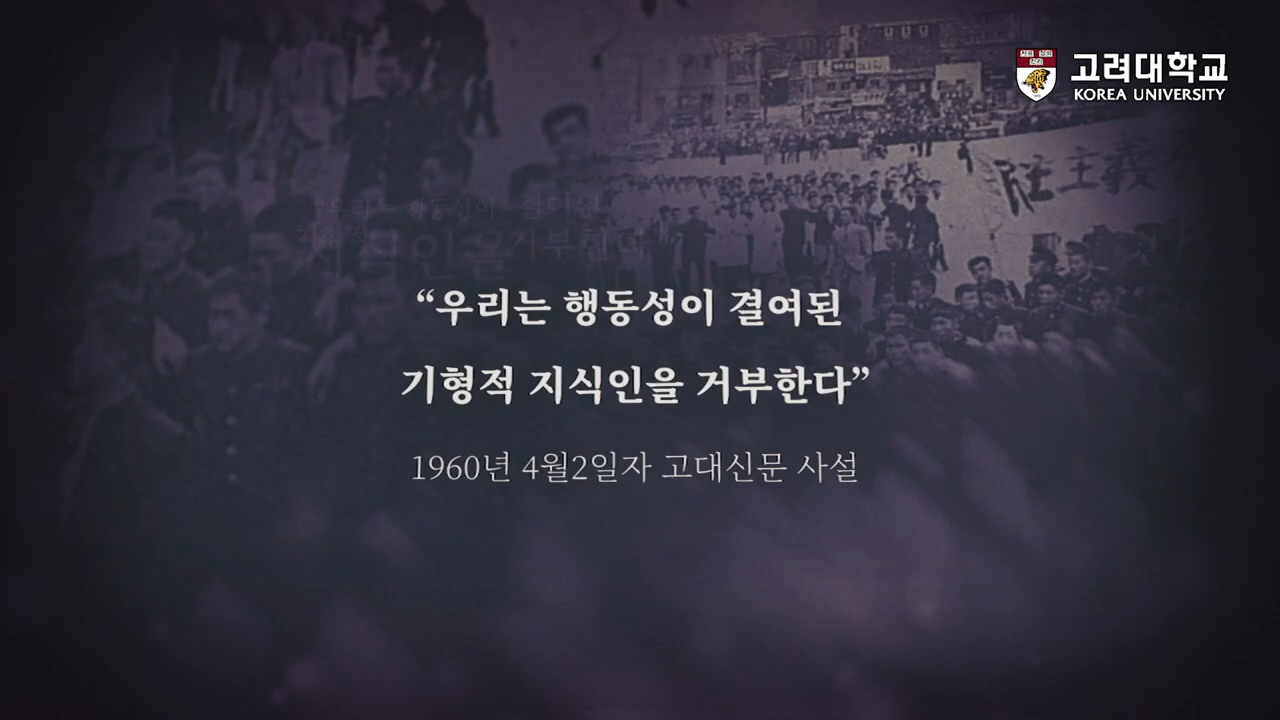 고려대학교
KOREA UNIVERSITY
主義
“우리는 행동성이 결여된
기형적 지식인을 거부한다”
1960년 4월2일자 고대신문 사설